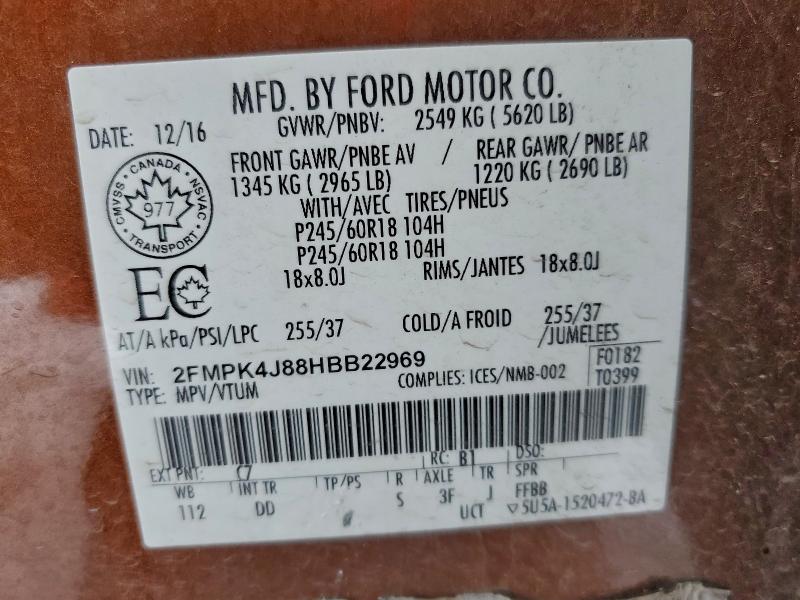 MFD. BY FORD MOTOR CO.
DATE: 12/16
GVWR/PNBV: 2549 KG ( 5620 LB)
FRONT GAWR/PNBE AV / REAR GAWR/ PNBE AR
1345 KG ( 2965 LB) 1220 KG ( 2690 LB)
WITH/AVEC TIRES/PNEUS
P245/60R18 104H
P245/60R18 104H
18x8.0J RIMS/JANTES 18x8.0J
CANADA
CMVSS 977 NSVAC
TRANSPORT
EC
AT/A kPa/PSI/LPC 255/37 COLD/A FROID 255/37
/JUMELEES
VIN: 2FMPK4J88HBB22969
TYPE: MPV/VTUM COMPLIES: ICES/NMB-002
F0182
T0399
EXT PNT: C7 RC: B1 DSO:
WB INT TR TP/PS R AXLE TR SPR
112 DD S 3F J FFBB
UCT ▽5U5A-1520472-BA